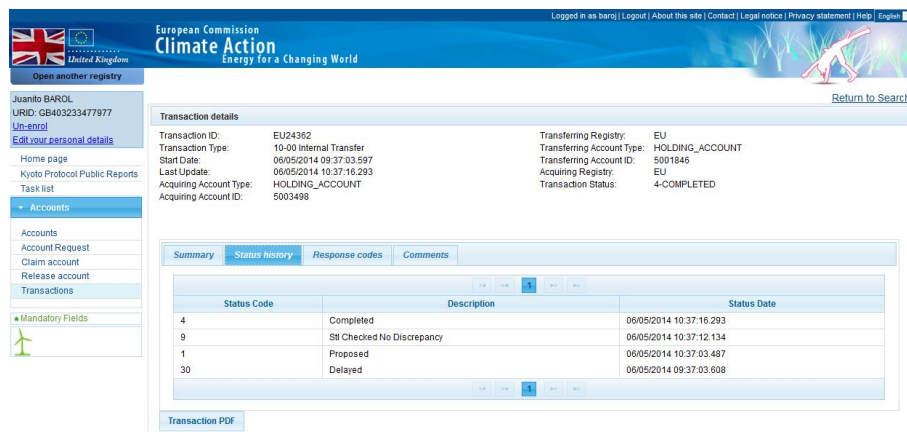 Logged in as baroj | Logout | About this site | Contact | Legal notice | Privacy statement | Help English
United Kingdom
European Commission
Climate Action
Energy for a Changing World
Open another registry
Return to Search
Juanito BAROL
URID: GB403233477977
Un-enrol
Edit your personal details
Home page
Kyoto Protocol Public Reports
Task list
Accounts
Accounts
Account Request
Claim account
Release account
Transactions
Mandatory Fields
Transaction details
Transaction ID: EU24362 Transferring Registry: EU
Transaction Type: 10-00 Internal Transfer Transferring Account Type: HOLDING_ACCOUNT
Start Date: 06/05/2014 09:37:03.597 Transferring Account ID: 5001846
Last Update: 06/05/2014 10:37:16.293 Acquiring Registry: EU
Acquiring Account Type: HOLDING_ACCOUNT Transaction Status: 4-COMPLETED
Acquiring Account ID: 5003498
Summary Status history Response codes Comments
1
Status Code Description Status Date
4 Completed 06/05/2014 10:37:16.293
9 Stl Checked No Discrepancy 06/05/2014 10:37:12.134
1 Proposed 06/05/2014 10:37:03.487
30 Delayed 06/05/2014 09:37:03.608
1
Transaction PDF